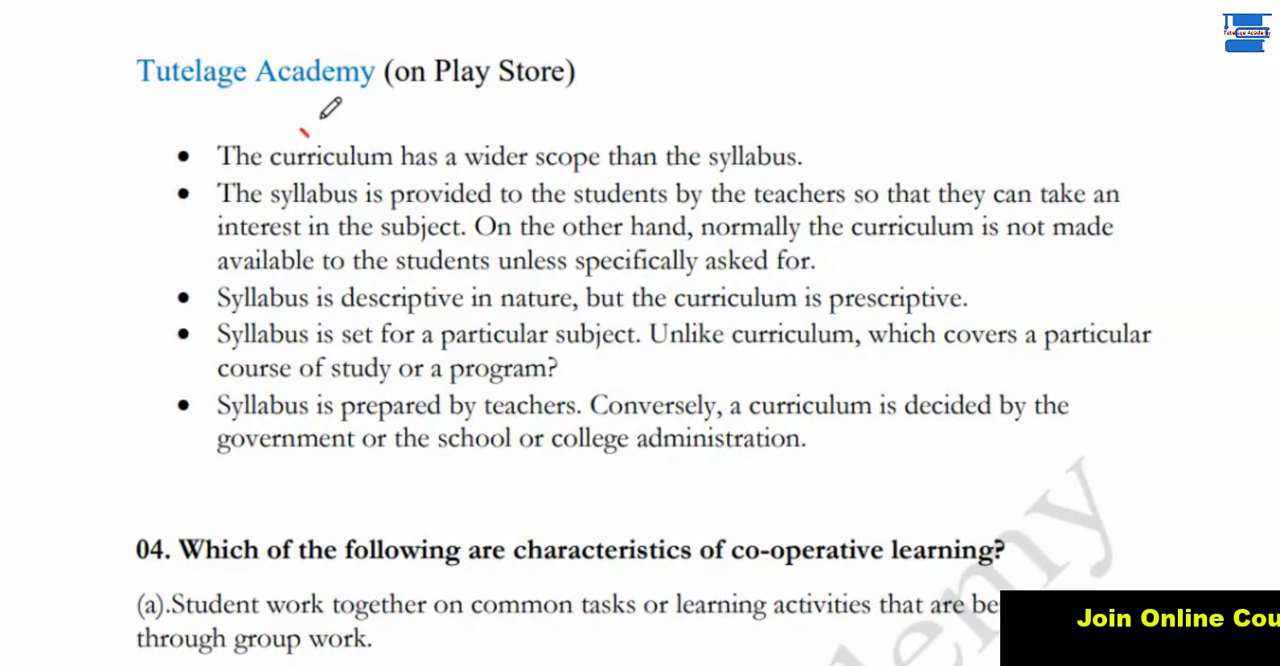 Tutelage Academy
Tutelage Academy (on Play Store)
• The curriculum has a wider scope than the syllabus.
• The syllabus is provided to the students by the teachers so that they can take an
interest in the subject. On the other hand, normally the curriculum is not made
available to the students unless specifically asked for.
• Syllabus is descriptive in nature, but the curriculum is prescriptive.
• Syllabus is set for a particular subject. Unlike curriculum, which covers a particular
course of study or a program?
• Syllabus is prepared by teachers. Conversely, a curriculum is decided by the
government or the school or college administration.
04. Which of the following are characteristics of co-operative learning?
(a).Student work together on common tasks or learning activities that are be
through group work.
demy
Join Online Cou